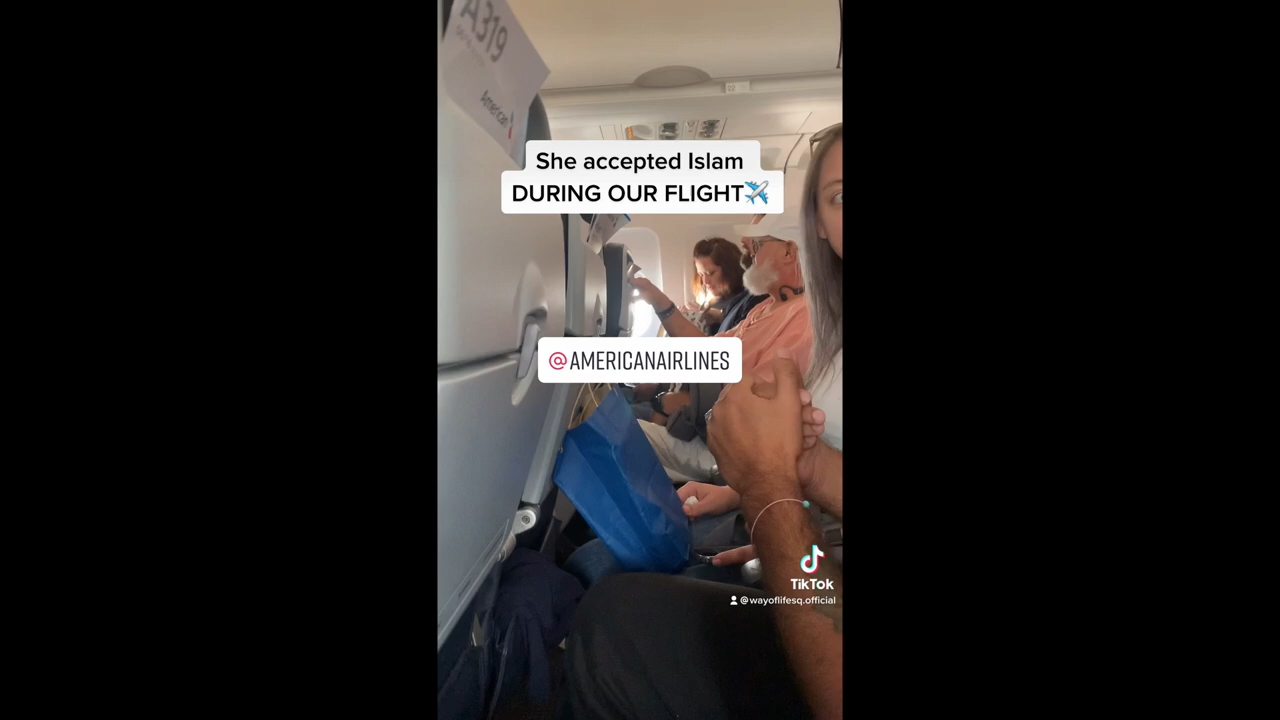 A319
American
She accepted Islam
DURING OUR FLIGHT✈️
@AMERICANAIRLINES
TikTok
@wayoflifesq.official